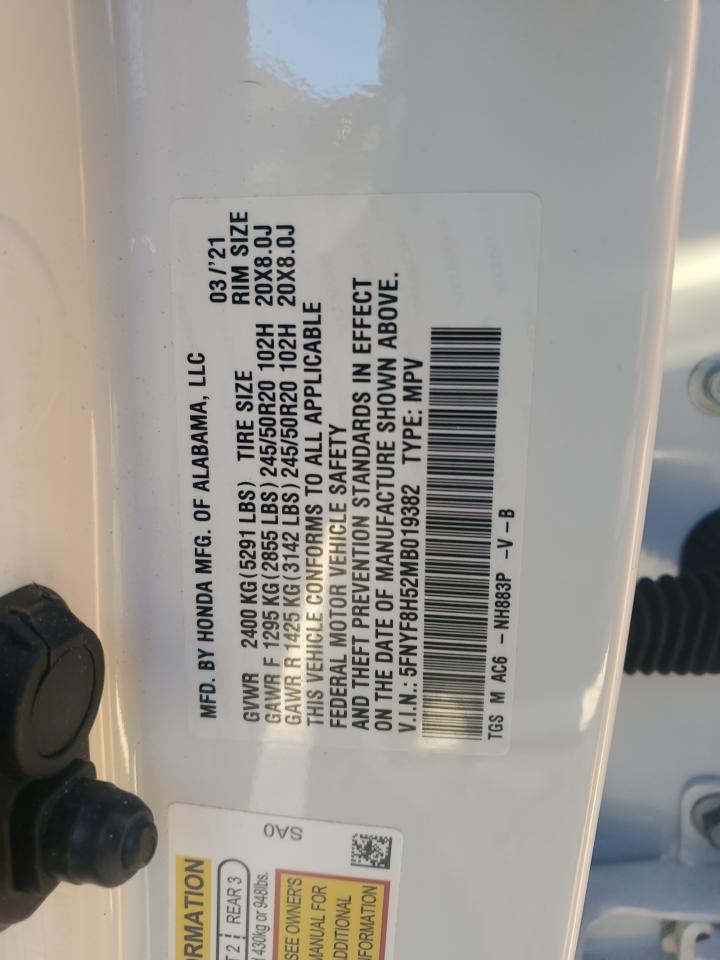 MFD. BY HONDA MFG. OF ALABAMA, LLC 03/'21
GVWR 2400 KG (5291 LBS) TIRE SIZE RIM SIZE
GAWR F 1295 KG (2855 LBS) 245/50R20 102H 20X8.0J
GAWR R 1425 KG (3142 LBS) 245/50R20 102H 20X8.0J
THIS VEHICLE CONFORMS TO ALL APPLICABLE
FEDERAL MOTOR VEHICLE SAFETY
AND THEFT PREVENTION STANDARDS IN EFFECT
ON THE DATE OF MANUFACTURE SHOWN ABOVE.
V.I.N.: 5FNYF8H52MB019382 TYPE: MPV
TGS M AC6 - NH883P -V -B
REAR 3
430kg or 948lbs.
SA0
SEE OWNER'S
MANUAL FOR